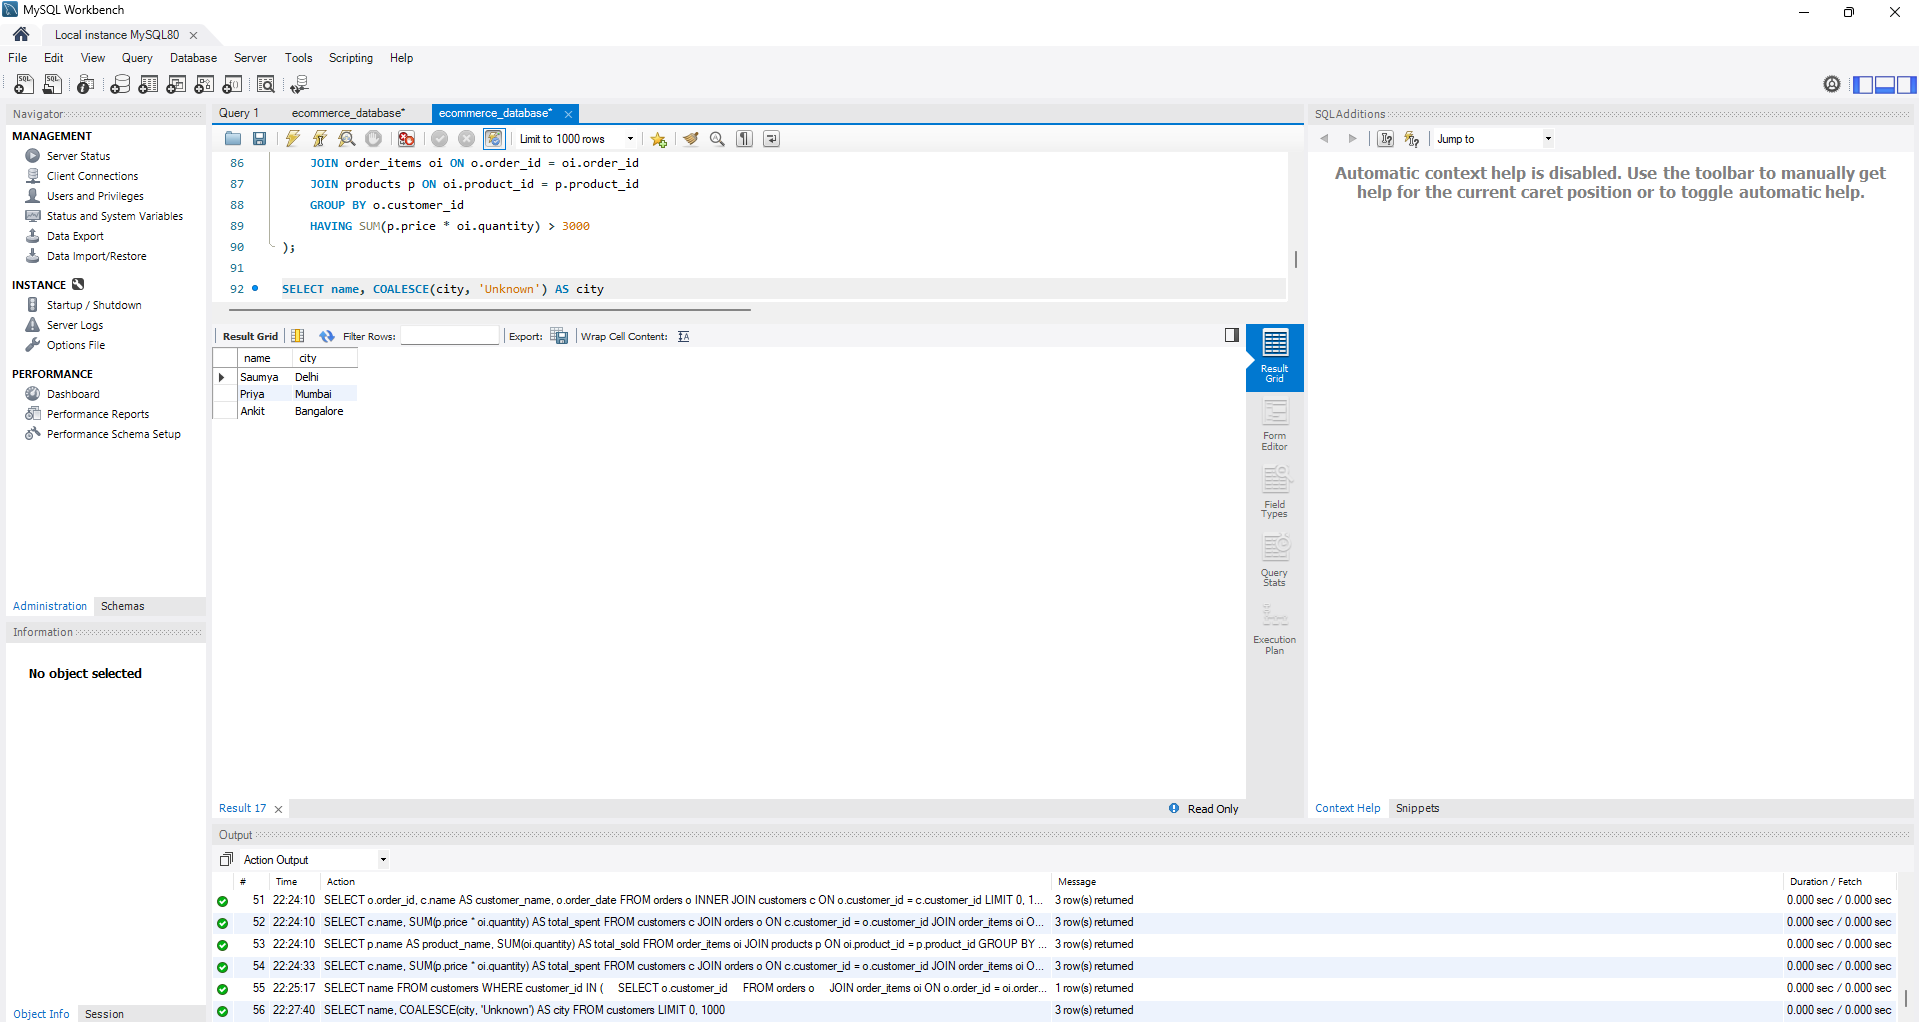 MySQL Workbench
Local instance MySQL80
File Edit View Query Database Server Tools Scripting Help
Navigator
MANAGEMENT
Server Status
Client Connections
Users and Privileges
Status and System Variables
Data Export
Data Import/Restore
INSTANCE
Startup / Shutdown
Server Logs
Options File
PERFORMANCE
Dashboard
Performance Reports
Performance Schema Setup
Administration Schemas
Information
No object selected
Object Info Session
Query 1 ecommerce_database* ecommerce_database*
Limit to 1000 rows
86 JOIN order_items oi ON o.order_id = oi.order_id
87 JOIN products p ON oi.product_id = p.product_id
88 GROUP BY o.customer_id
89 HAVING SUM(p.price * oi.quantity) > 3000
90 );
91
92 SELECT name, COALESCE(city, 'Unknown') AS city
Result Grid Filter Rows: Export: Wrap Cell Content:
name city
Saumya Delhi
Priya Mumbai
Ankit Bangalore
Result
Grid
Form
Editor
Field
Types
Query
Stats
Execution
Plan
Result 17 Read Only
SQLAdditions
Jump to
Automatic context help is disabled. Use the toolbar to manually get
help for the current caret position or to toggle automatic help.
Context Help Snippets
Output
Action Output
# Time Action Message Duration / Fetch
51 22:24:10 SELECT o.order_id, c.name AS customer_name, o.order_date FROM orders o INNER JOIN customers c ON o.customer_id = c.customer_id LIMIT 0, 1... 3 row(s) returned 0.000 sec / 0.000 sec
52 22:24:10 SELECT c.name, SUM(p.price * oi.quantity) AS total_spent FROM customers c JOIN orders o ON c.customer_id = o.customer_id JOIN order_items oi O... 3 row(s) returned 0.000 sec / 0.000 sec
53 22:24:10 SELECT p.name AS product_name, SUM(oi.quantity) AS total_sold FROM order_items oi JOIN products p ON oi.product_id = p.product_id GROUP BY ... 3 row(s) returned 0.000 sec / 0.000 sec
54 22:24:33 SELECT c.name, SUM(p.price * oi.quantity) AS total_spent FROM customers c JOIN orders o ON c.customer_id = o.customer_id JOIN order_items oi O... 3 row(s) returned 0.000 sec / 0.000 sec
55 22:25:17 SELECT name FROM customers WHERE customer_id IN ( SELECT o.customer_id FROM orders o JOIN order_items oi ON o.order_id = oi.order... 1 row(s) returned 0.000 sec / 0.000 sec
56 22:27:40 SELECT name, COALESCE(city, 'Unknown') AS city FROM customers LIMIT 0, 1000 3 row(s) returned 0.000 sec / 0.000 sec